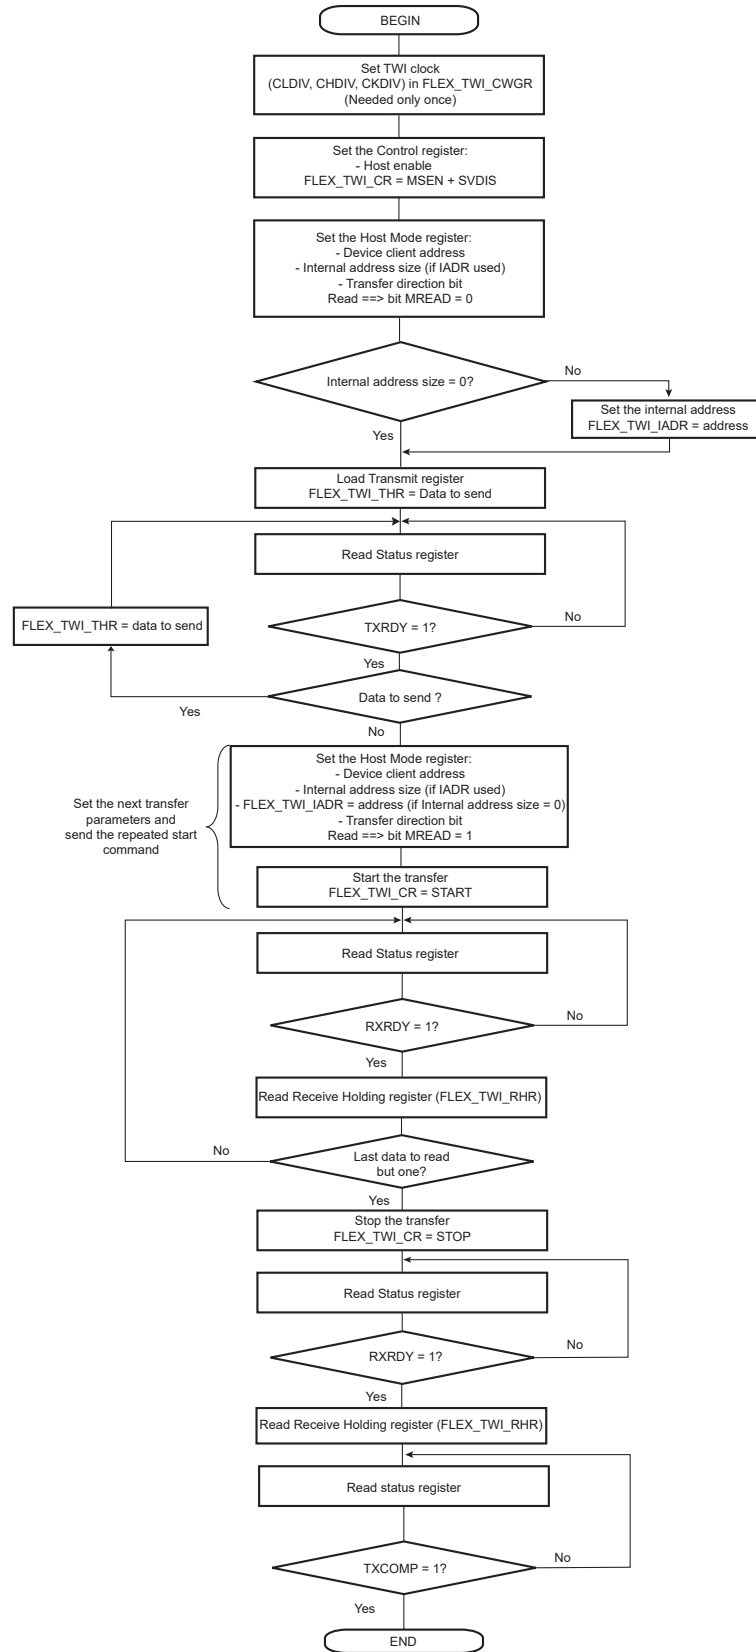 BEGIN
Set TWI clock
(CLDIV, CHDIV, CKDIV) in FLEX_TWI_CWGR
(Needed only once)
Set the Control register:
- Host enable
FLEX_TWI_CR = MSEN + SVDIS
Set the Host Mode register:
- Device client address
- Internal address size (if IADR used)
- Transfer direction bit
Read ==> bit MREAD = 0
Internal address size = 0?
No
Set the internal address
FLEX_TWI_IADR = address
Yes
Load Transmit register
FLEX_TWI_THR = Data to send
Read Status register
TXRDY = 1?
No
FLEX_TWI_THR = data to send
Yes
Data to send ?
Yes
No
Set the Host Mode register:
- Device client address
- Internal address size (if IADR used)
- FLEX_TWI_IADR = address (if Internal address size = 0)
- Transfer direction bit
Read ==> bit MREAD = 1
Set the next transfer
parameters and
send the repeated start
command
Start the transfer
FLEX_TWI_CR = START
Read Status register
RXRDY = 1?
No
Yes
Read Receive Holding register (FLEX_TWI_RHR)
Last data to read
but one?
No
Yes
Stop the transfer
FLEX_TWI_CR = STOP
Read Status register
RXRDY = 1?
No
Yes
Read Receive Holding register (FLEX_TWI_RHR)
Read status register
TXCOMP = 1?
No
Yes
END